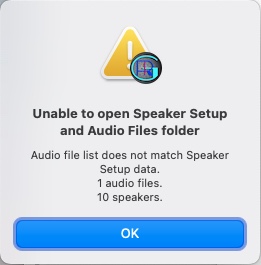 Unable to open Speaker Setup
and Audio Files folder
Audio file list does not match Speaker
Setup data.
1 audio files.
10 speakers.
OK